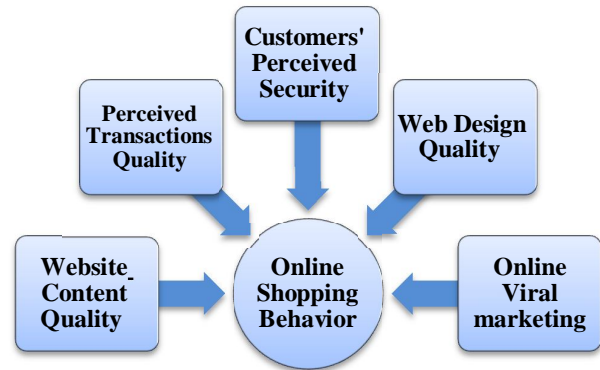 Customers'
Perceived
Security
Perceived
Transactions
Quality
Web Design
Quality
Website
Content
Quality
Online
Shopping
Behavior
Online
Viral
marketing